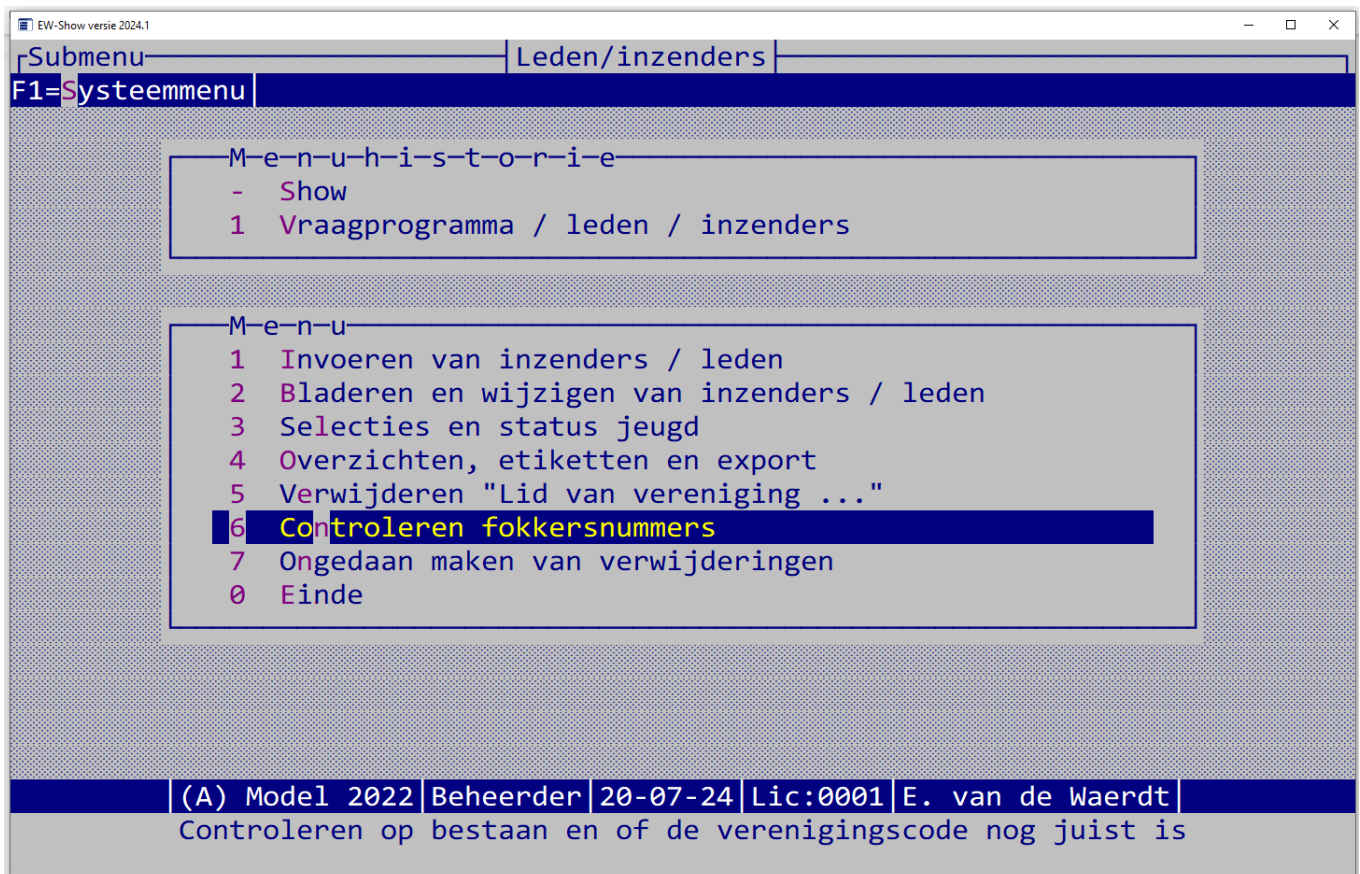 EW-Show versie 2024.1
Submenu Leden/inzenders
F1=Systeemmenu
M-e-n-u-h-i-s-t-o-r-i-e
- Show
1 Vraagprogramma / leden / inzenders
M-e-n-u
1 Invoeren van inzenders / leden
2 Bladeren en wijzigen van inzenders / leden
3 Selecties en status jeugd
4 Overzichten, etiketten en export
5 Verwijderen "Lid van vereniging ..."
6 Controleren fokkersnummers
7 Ongedaan maken van verwijderingen
0 Einde
(A) Model 2022|Beheerder|20-07-24|Lic:0001|E. van de Waerdt|
Controleren op bestaan en of de verenigingscode nog juist is